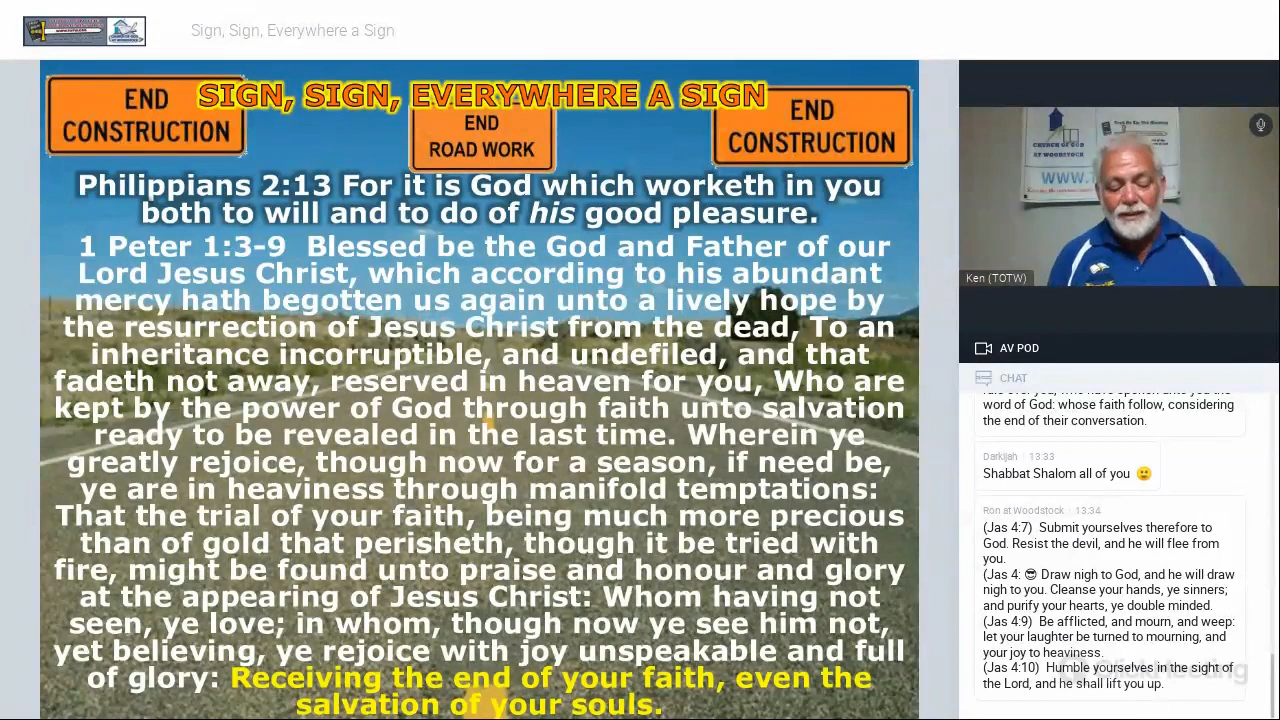 Sign, Sign, Everywhere a Sign
SIGN, SIGN, EVERYWHERE A SIGN
END
CONSTRUCTION
END
ROAD WORK
END
CONSTRUCTION
Philippians 2:13 For it is God which worketh in you
both to will and to do of his good pleasure.
1 Peter 1:3-9 Blessed be the God and Father of our
Lord Jesus Christ, which according to his abundant
mercy hath begotten us again unto a lively hope by
the resurrection of Jesus Christ from the dead, To an
inheritance incorruptible, and undefiled, and that
fadeth not away, reserved in heaven for you, Who are
kept by the power of God through faith unto salvation
ready to be revealed in the last time. Wherein ye
greatly rejoice, though now for a season, if need be,
ye are in heaviness through manifold temptations:
That the trial of your faith, being much more precious
than of gold that perisheth, though it be tried with
fire, might be found unto praise and honour and glory
at the appearing of Jesus Christ: Whom having not
seen, ye love; in whom, though now ye see him not,
yet believing, ye rejoice with joy unspeakable and full
of glory: Receiving the end of your faith, even the
salvation of your souls.
CHURCH OF GOD
AT WOODSTOCK
Ken (TOTW)
AV POD
CHAT
word of God: whose faith follow, considering
the end of their conversation.
Darkijah 13:33
Shabbat Shalom all of you 🙂
Ron at Woodstock · 13:34
(Jas 4:7) Submit yourselves therefore to
God. Resist the devil, and he will flee from
you.
(Jas 4: 😎 Draw nigh to God, and he will draw
nigh to you. Cleanse your hands, ye sinners;
and purify your hearts, ye double minded.
(Jas 4:9) Be afflicted, and mourn, and weep:
let your laughter be turned to mourning, and
your joy to heaviness.
(Jas 4:10) Humble yourselves in the sight of
the Lord, and he shall lift you up.